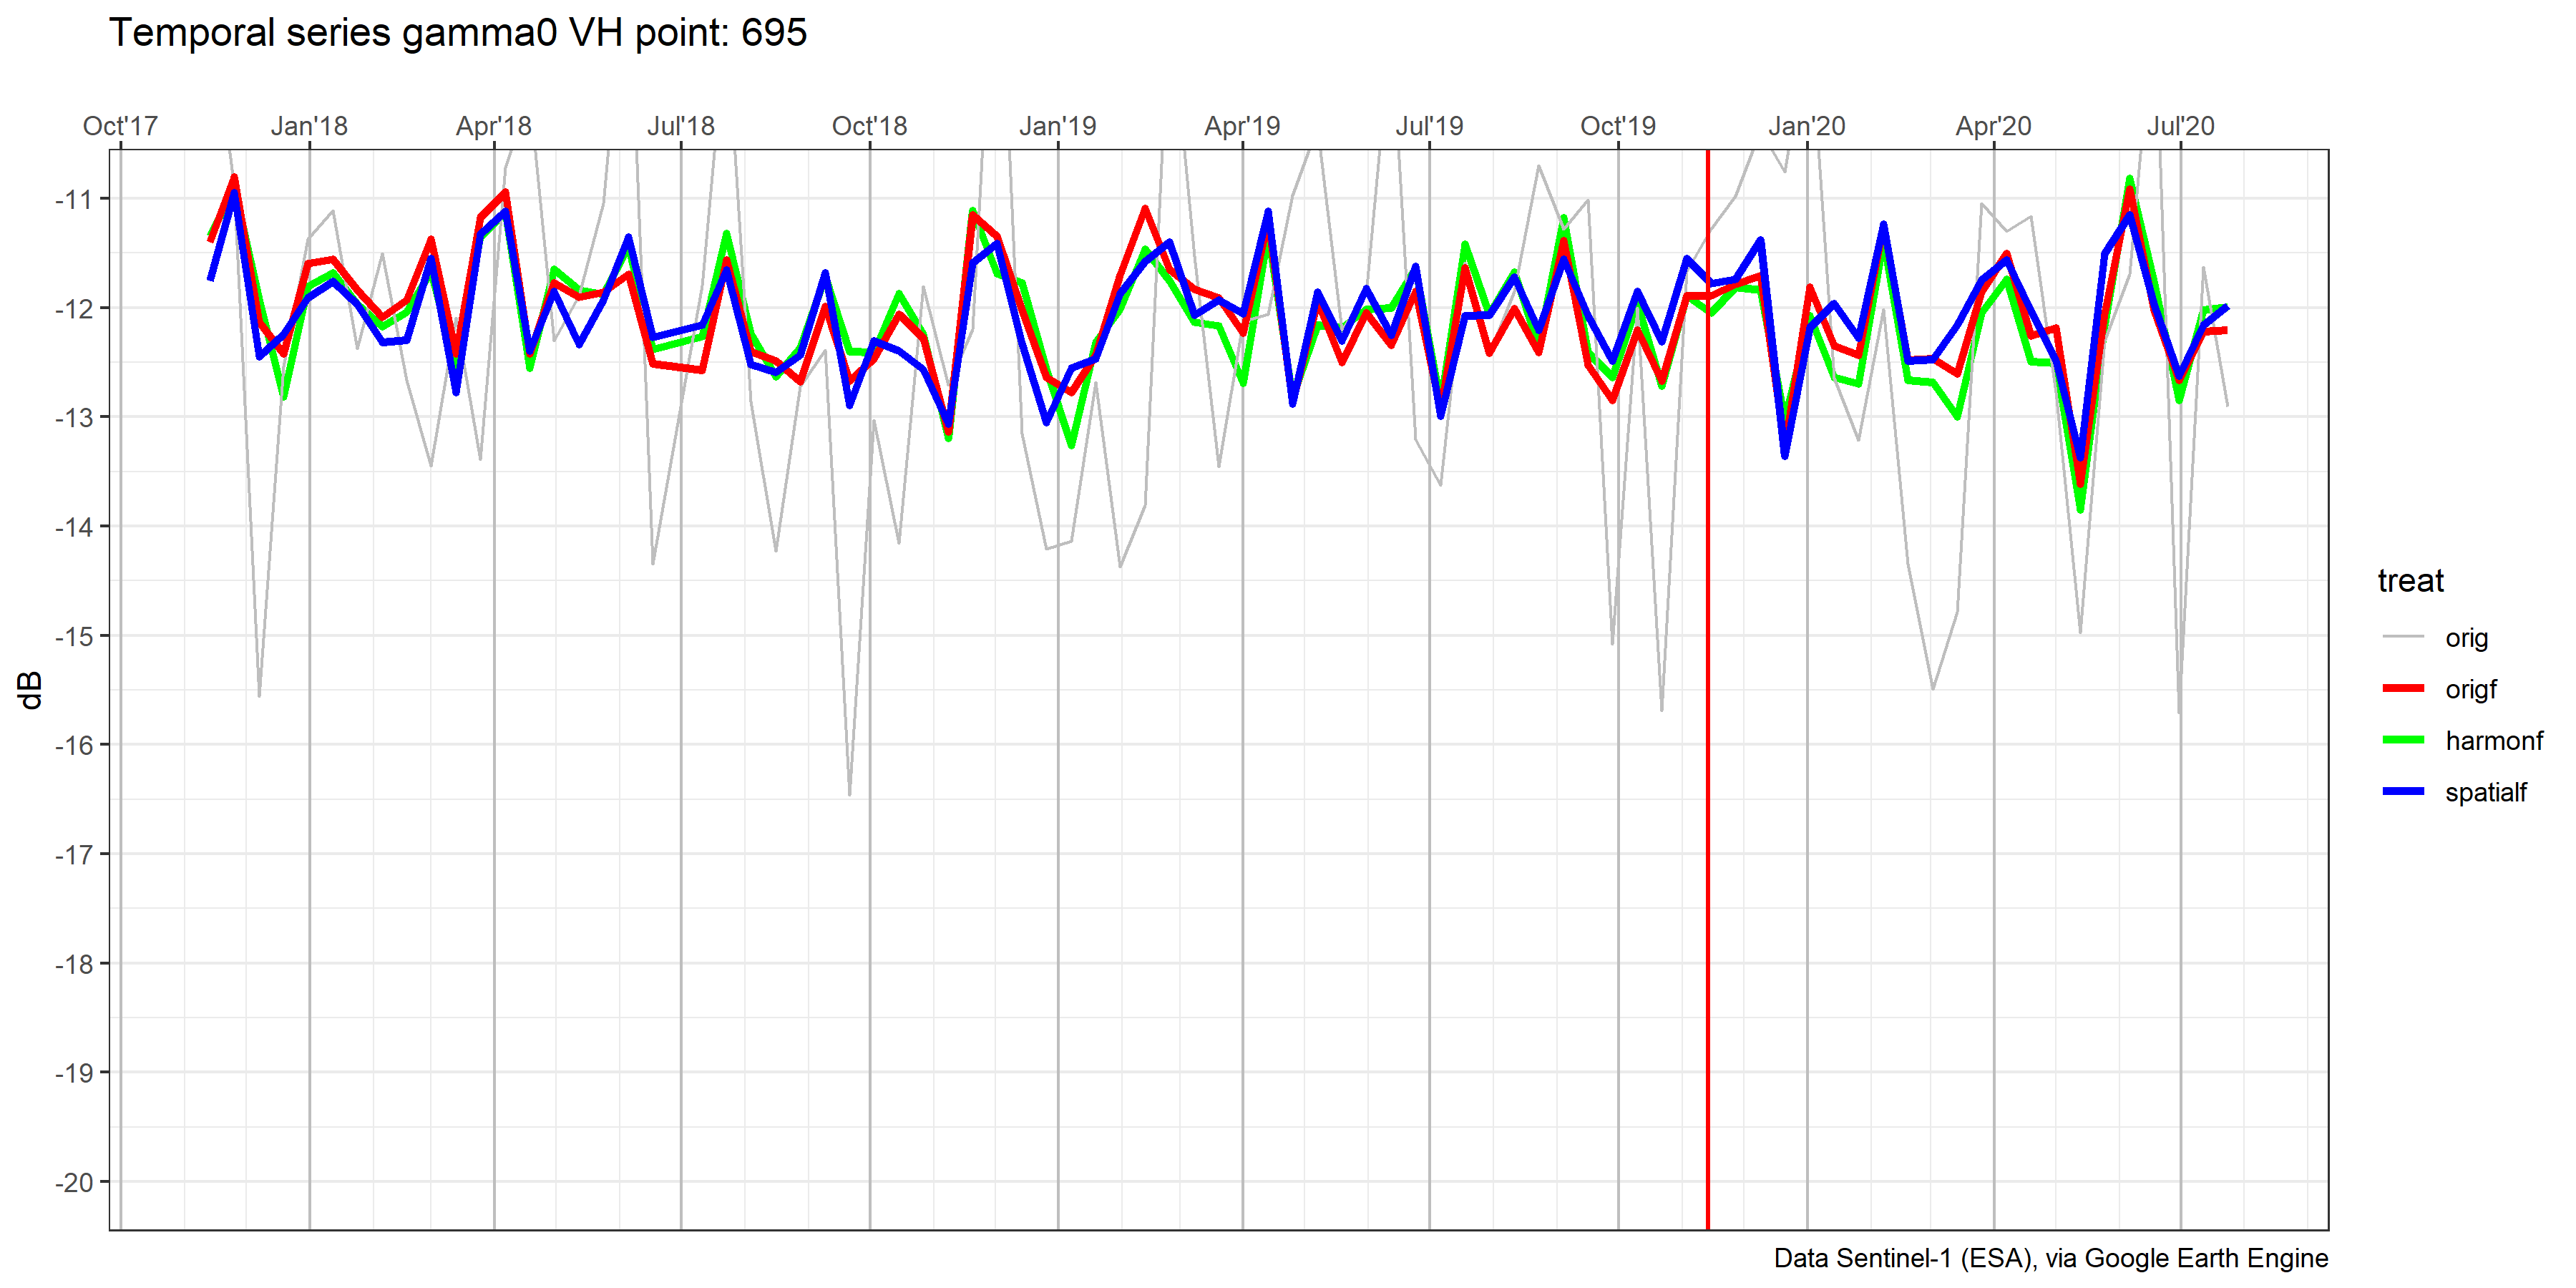 Temporal series gamma0 VH point: 695
Oct'17 Jan'18 Apr'18 Jul'18 Oct'18 Jan'19 Apr'19 Jul'19 Oct'19 Jan'20 Apr'20 Jul'20
-11
-12
-13
-14
-15
-16
-17
-18
-19
-20
dB
treat
orig
origf
harmonf
spatialf
Data Sentinel-1 (ESA), via Google Earth Engine